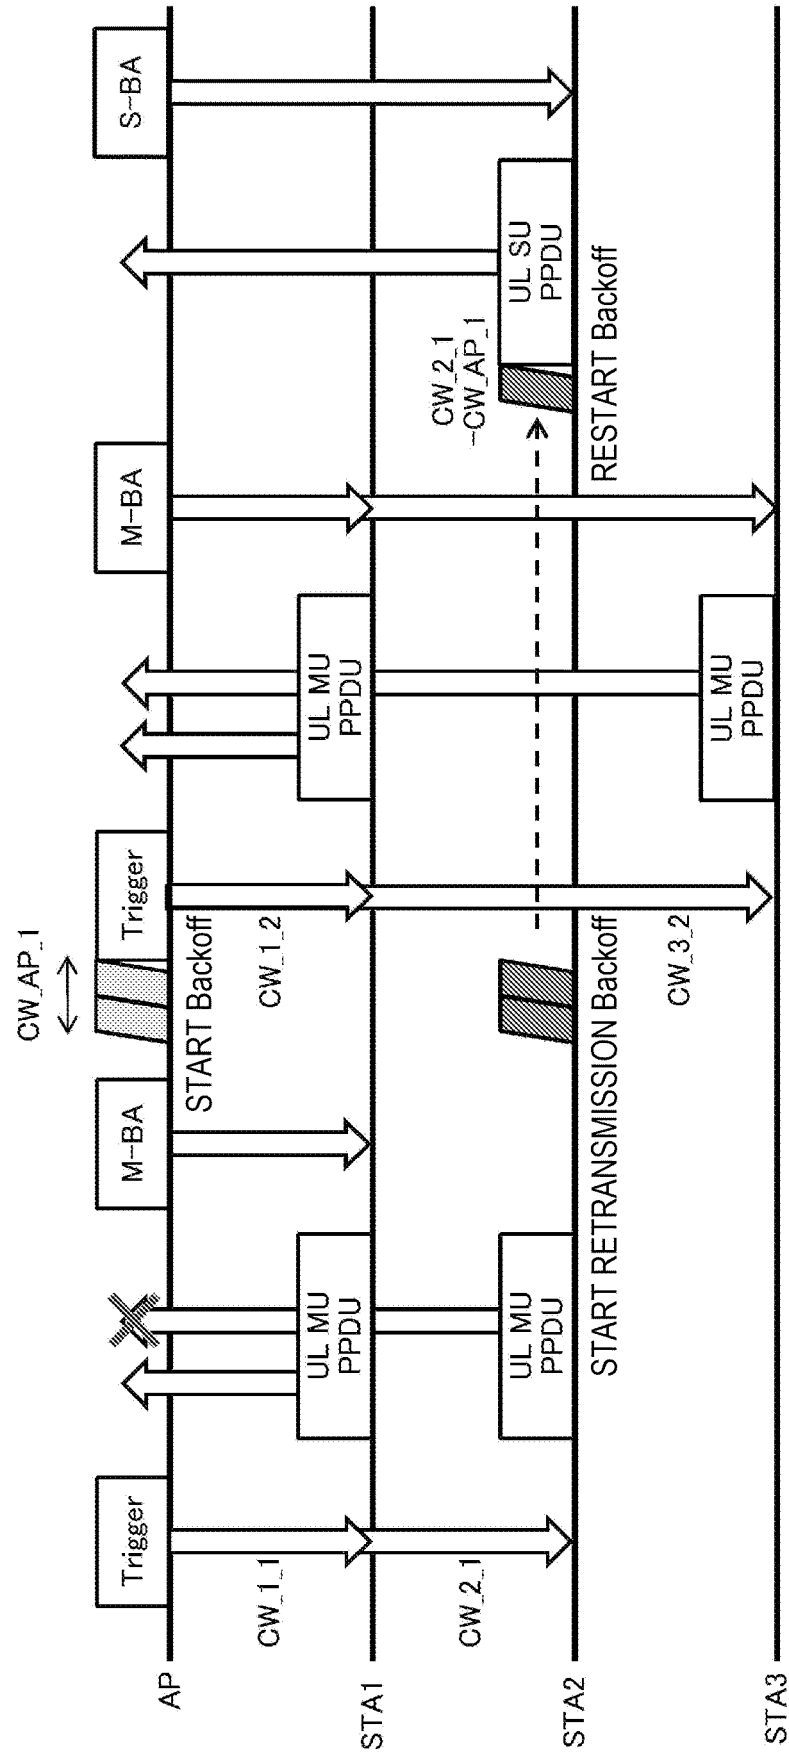 CW_AP_1
Trigger
M-BA
Trigger
M-BA
S-BA
AP
START Backoff
CW_1_1
UL MU
PPDU
CW_1_2
UL MU
PPDU
STA1
CW_2_1
UL MU
PPDU
CW_2_1
-CW_AP_1
UL SU
PPDU
STA2
START RETRANSMISSION Backoff
RESTART Backoff
CW_3_2
UL MU
PPDU
STA3